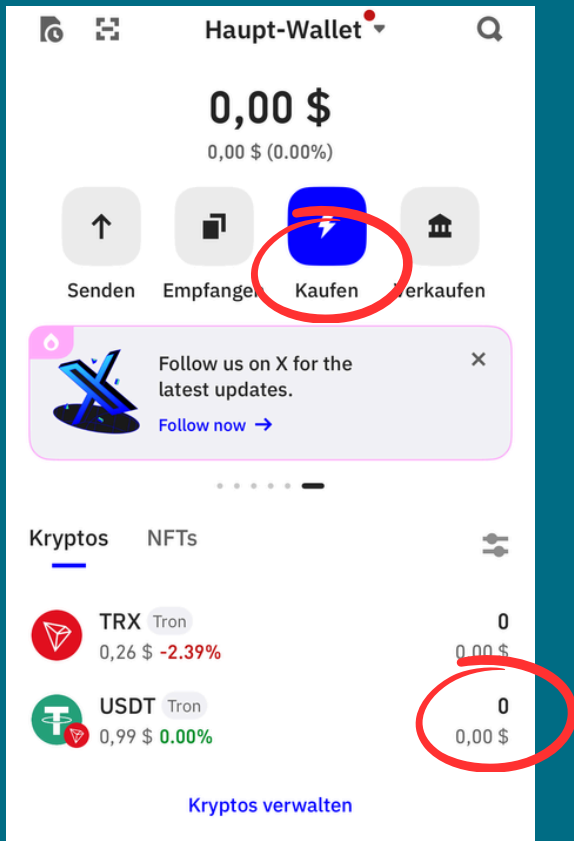 Haupt-Wallet
0,00 $
0,00 $ (0.00%)
Senden Empfangen Kaufen Verkaufen
Follow us on X for the
latest updates.
Follow now →
Kryptos NFTs
TRX Tron 0
0,26 $ -2.39% 0,00 $
USDT Tron 0
0,99 $ 0.00% 0,00 $
Kryptos verwalten